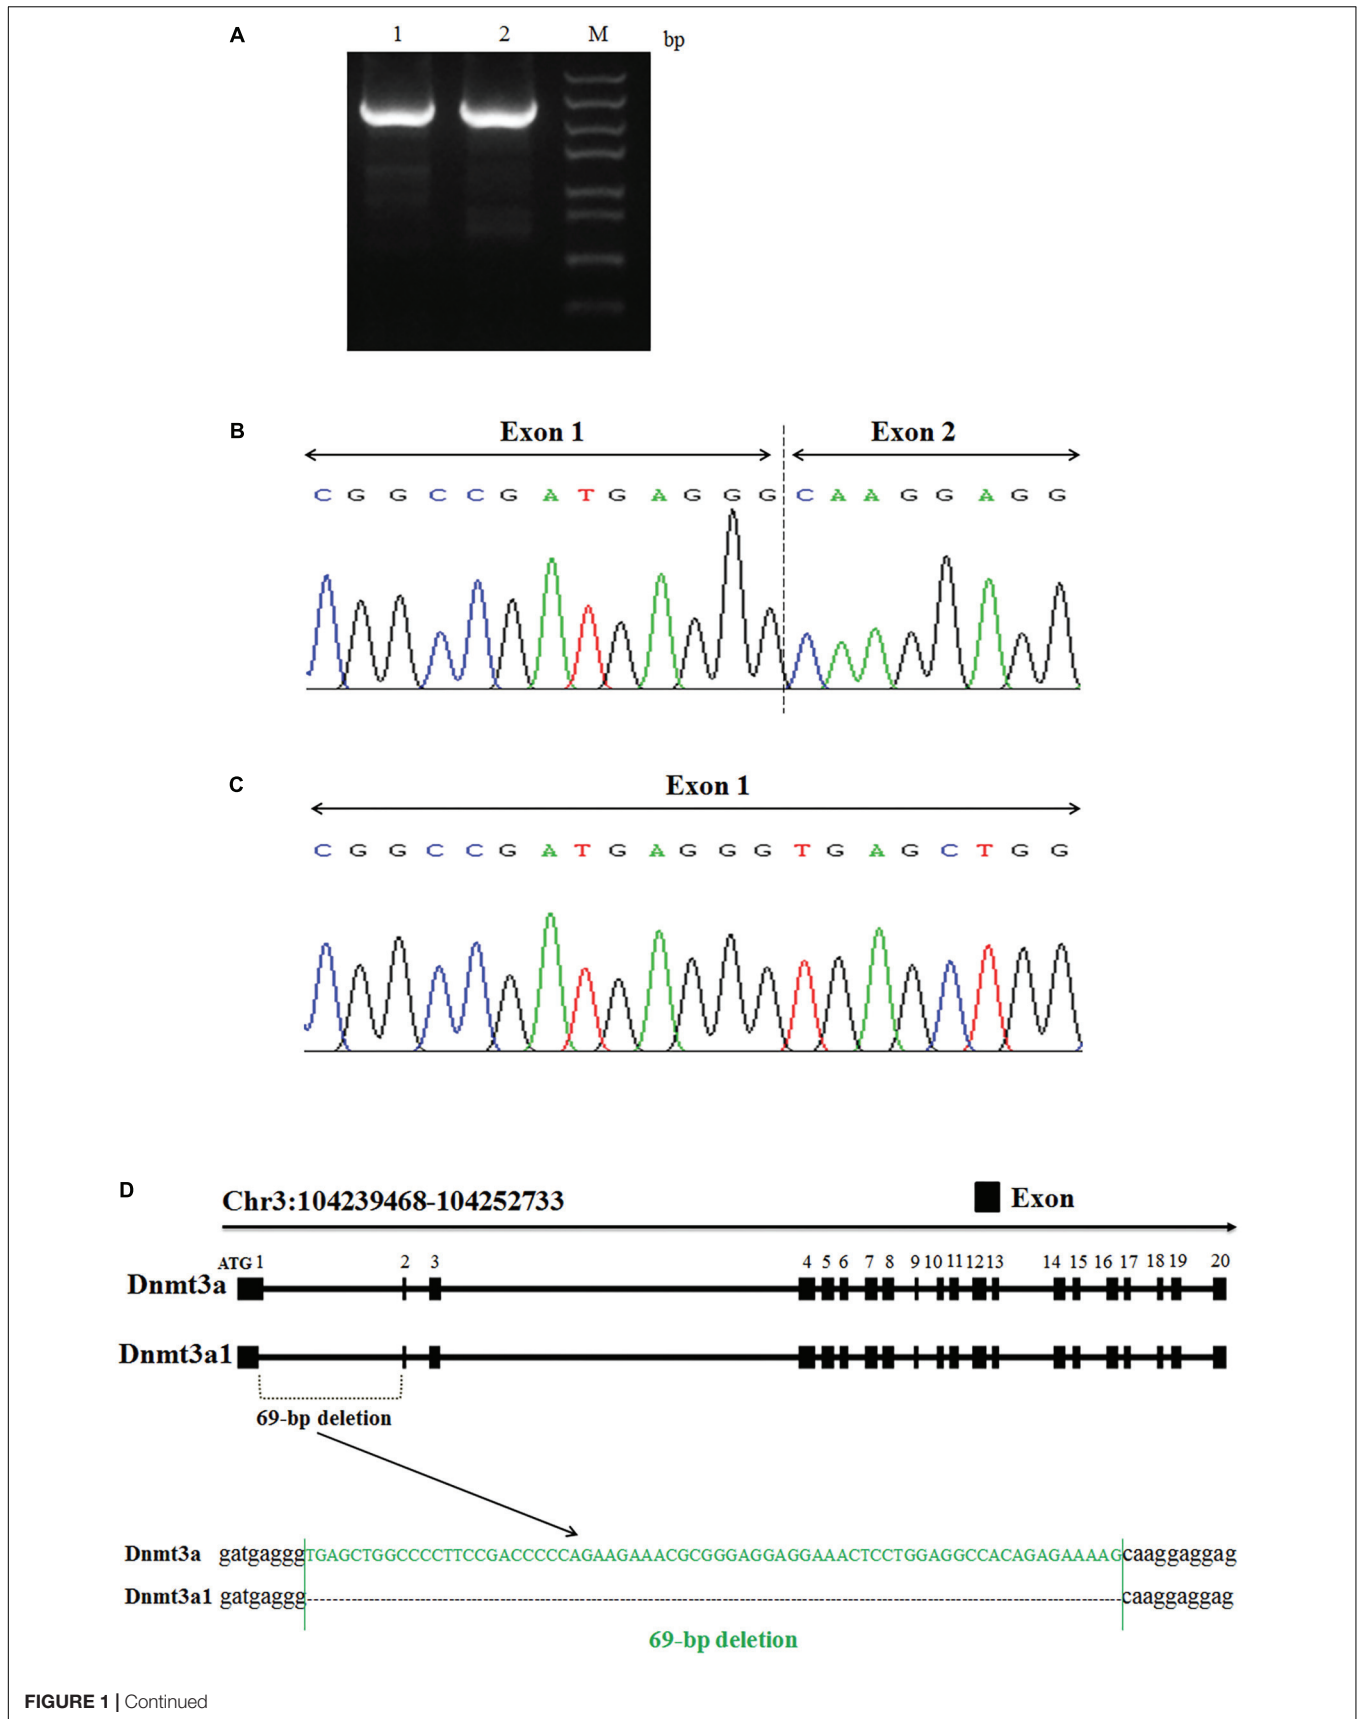 A
1 2 M bp
B
Exon 1 Exon 2
C G G C C G A T G A G G G C A A G G A G G
C
Exon 1
C G G C C G A T G A G G G T G A G C T G G
D
Chr3:104239468-104252733 Exon
ATG 1 2 3 4 5 6 7 8 9 10 11 12 13 14 15 16 17 18 19 20
Dnmt3a
Dnmt3a1
69-bp deletion
Dnmt3a gatgagggTGAGCTGGCCCCTTCCGACCCCCAGAAGAAACGCGGGAGGAGGAAACTCCTGGAGGCCACAGAGAAAAGcaaggaggag
Dnmt3a1 gatgaggg caaggaggag
69-bp deletion
FIGURE 1 | Continued